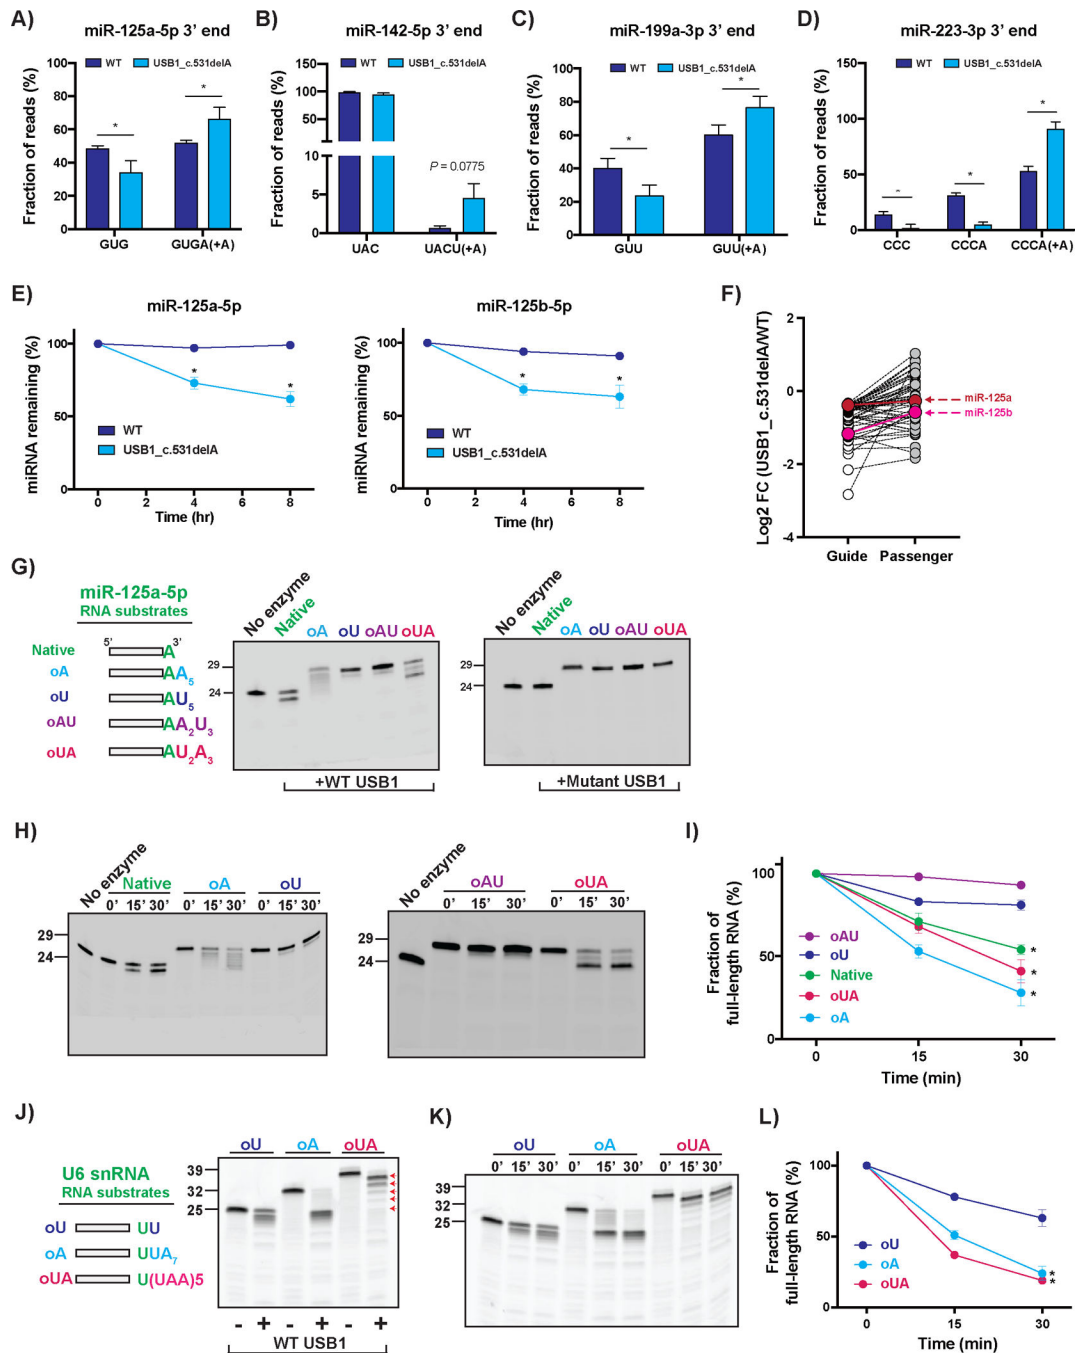 A)
miR-125a-5p 3’ end
WT
USB1_c.531delA
Fraction of reads (%)
100
80
60
40
20
0
*
*
GUG
GUGA(+A)
B)
miR-142-5p 3’ end
WT
USB1_c.531delA
Fraction of reads (%)
150
100
50
10
5
0
P = 0.0775
UAC
UACU(+A)
C)
miR-199a-3p 3’ end
WT
USB1_c.531delA
Fraction of reads (%)
100
80
60
40
20
0
*
*
GUU
GUU(+A)
D)
miR-223-3p 3’ end
WT
USB1_c.531delA
Fraction of reads (%)
150
100
50
0
*
*
*
CCC
CCCA
CCCA(+A)
E)
miR-125a-5p
miRNA remaining (%)
100
50
0
*
*
WT
USB1_c.531delA
0
4
8
Time (hr)
miR-125b-5p
miRNA remaining (%)
100
50
0
*
*
WT
USB1_c.531delA
0
4
8
Time (hr)
F)
Log2 FC (USB1_c.531delA/WT)
2
0
-2
-4
miR-125a
miR-125b
Guide
Passenger
G)
miR-125a-5p
RNA substrates
5’
3’
Native
A
oA
AA5
oU
AU5
oAU
AA2U3
oUA
AU2A3
No enzyme
Native
oA
oU
oAU
oUA
29
24
+WT USB1
No enzyme
Native
oA
oU
oAU
oUA
29
24
+Mutant USB1
H)
No enzyme
Native
oA
oU
0’ 15’ 30’ 0’ 15’ 30’ 0’ 15’ 30’
29
24
No enzyme
oAU
oUA
0’ 15’ 30’ 0’ 15’ 30’
29
24
I)
Fraction of
full-length RNA (%)
100
50
0
oAU
oU
Native
oUA
oA
*
*
*
0
15
30
Time (min)
J)
U6 snRNA
RNA substrates
oU
UU
oA
UUA7
oUA
U(UAA)5
oU
oA
oUA
39
32
25
- + - + - +
WT USB1
K)
oU
oA
oUA
0’ 15’ 30’ 0’ 15’ 30’ 0’ 15’ 30’
39
32
25
L)
Fraction of
full-length RNA (%)
100
50
0
oU
oA
oUA
*
*
0
15
30
Time (min)